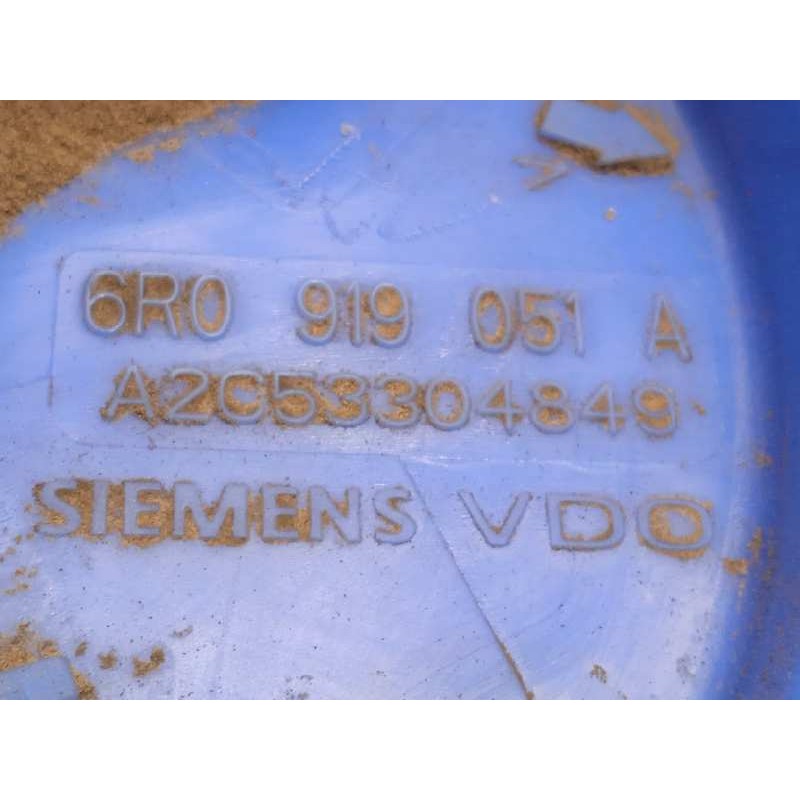 6R0 919 051 A
A2C53304849
SIEMENS VDO